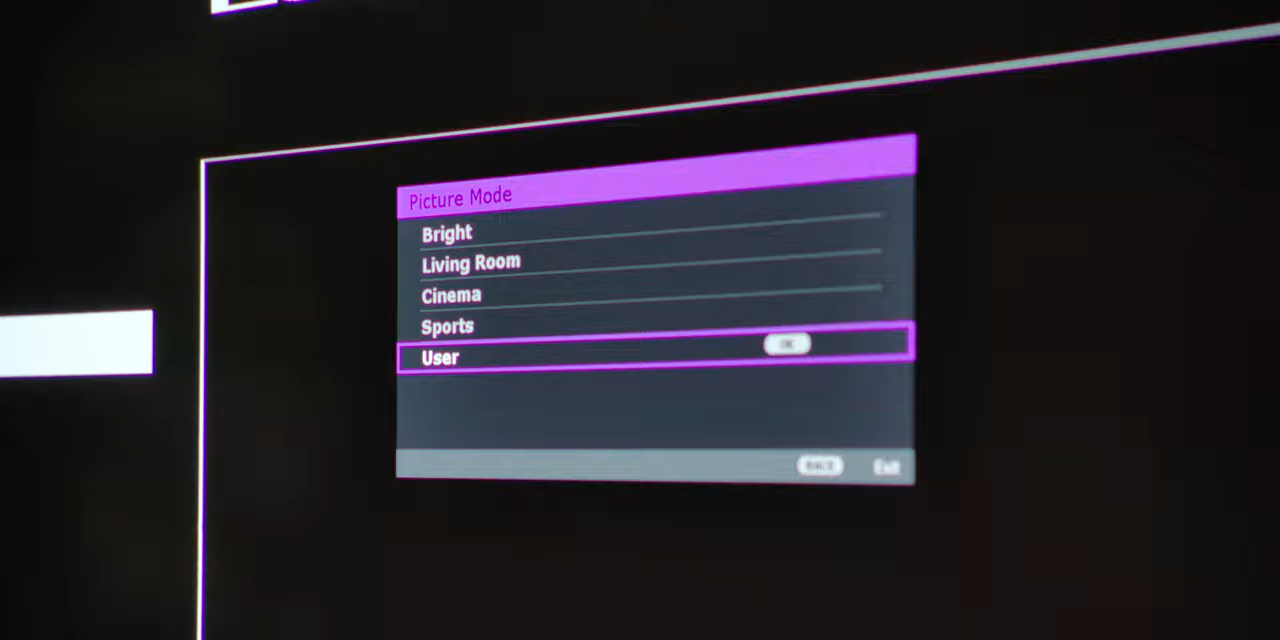 Picture Mode
Bright
Living Room
Cinema
Sports
User
OK
BACK Exit